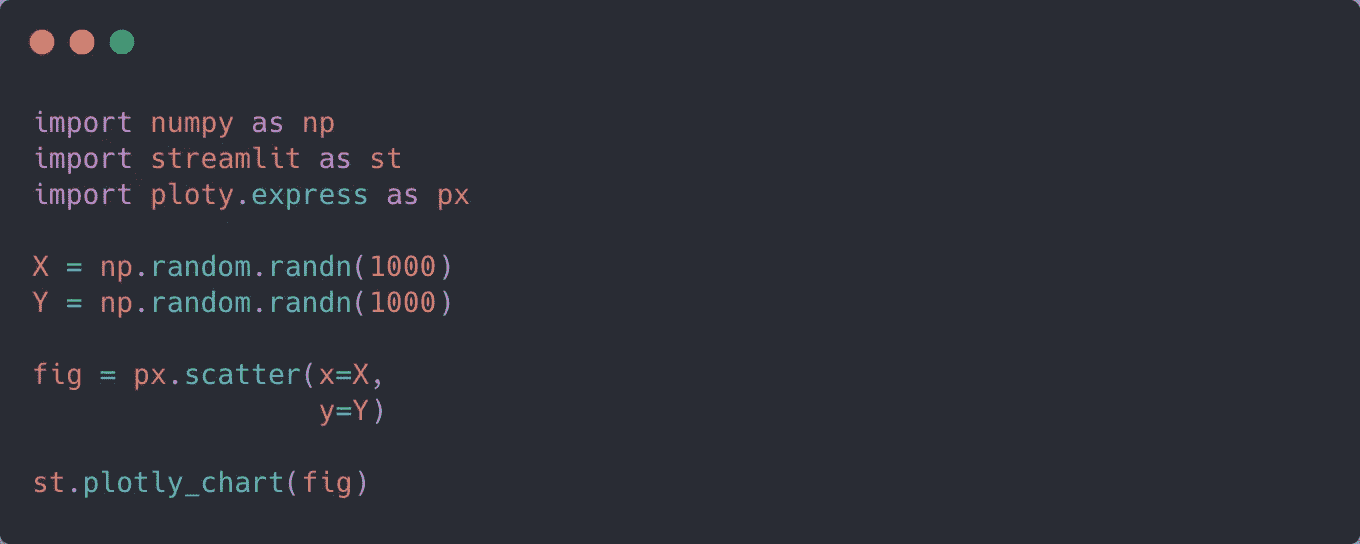 import numpy as np
import streamlit as st
import ploty.express as px
X = np.random.randn(1000)
Y = np.random.randn(1000)
fig = px.scatter(x=X,
y=Y)
st.plotly_chart(fig)